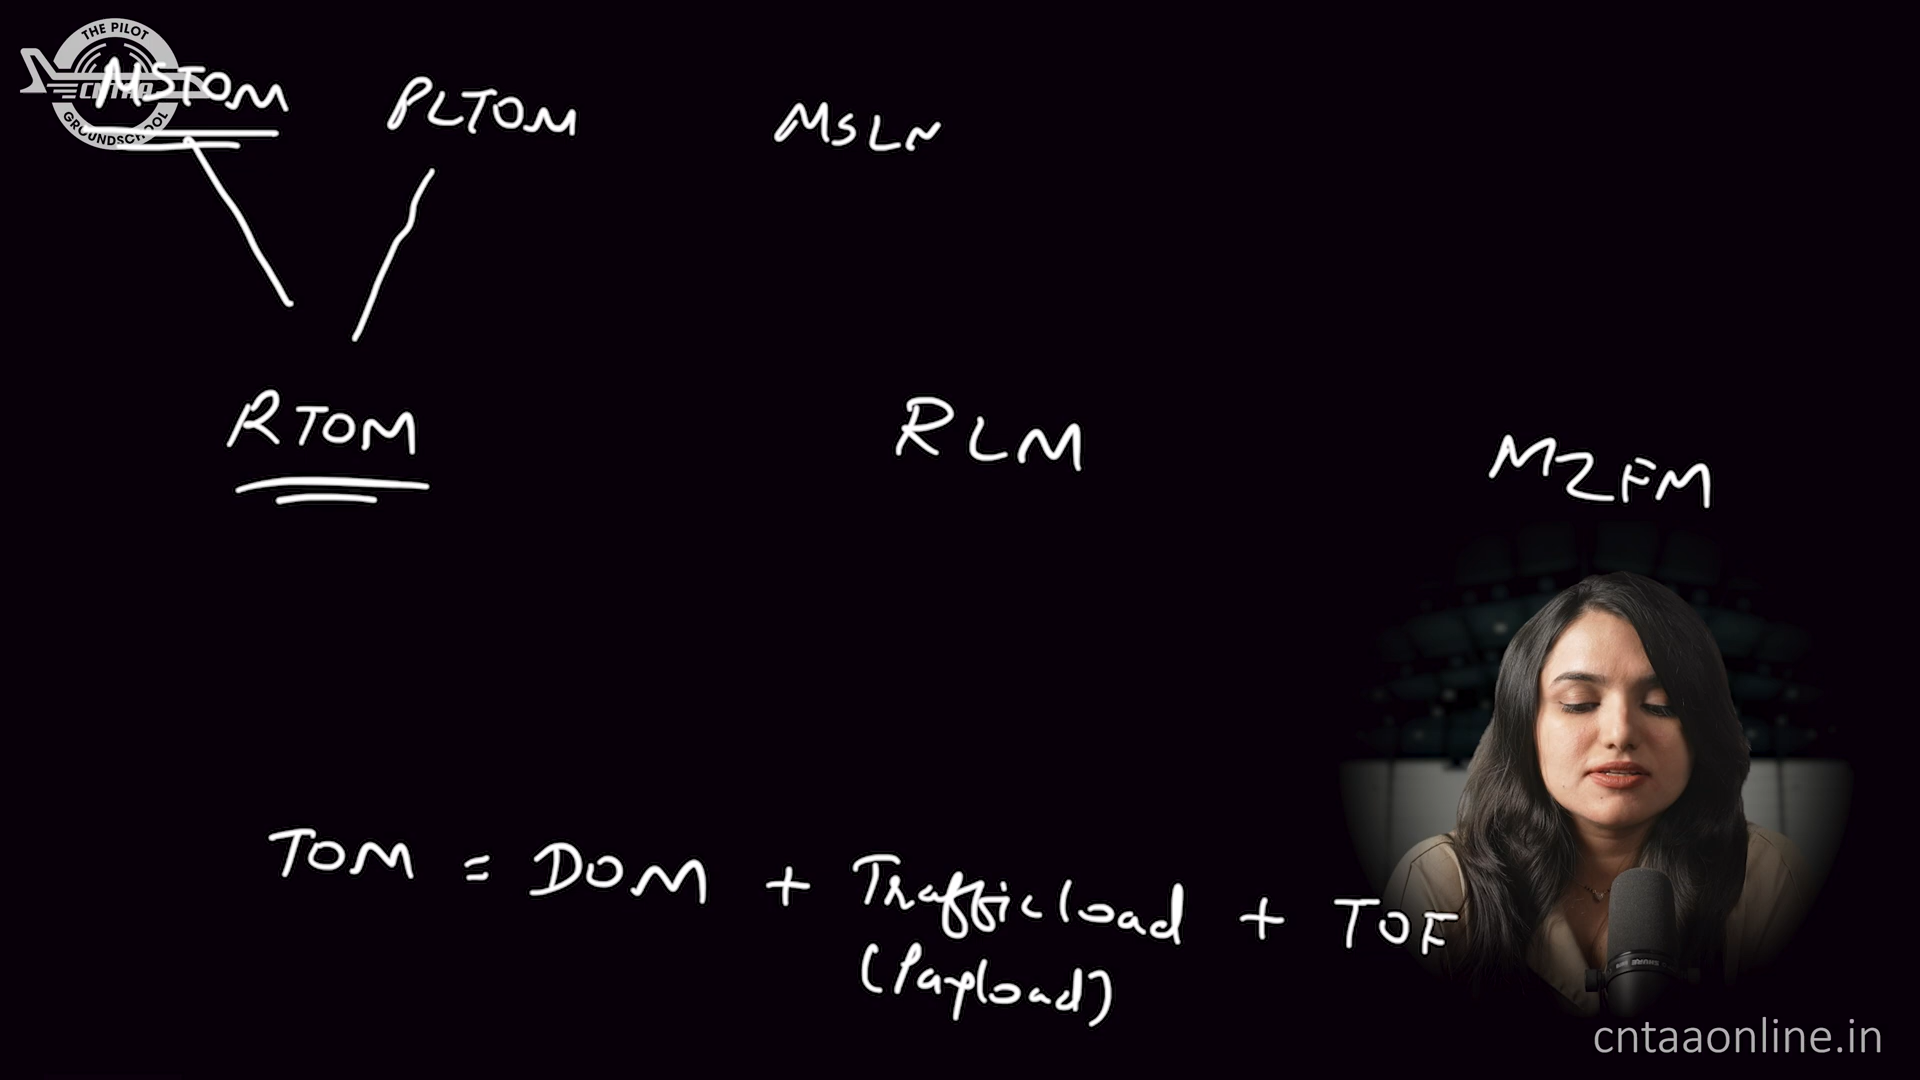 THE PILOT
GROUNDSCHOOL
MSTOM PLTOM MSLM
RTOM RLM MZFM
TOM = DOM + Trafficload + TOF
(Payload)
cntaaonline.in